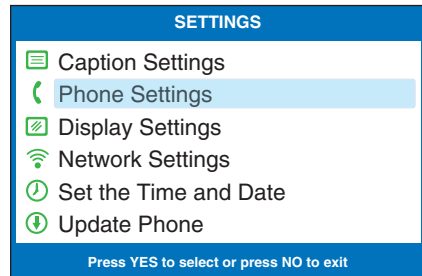 SETTINGS
Caption Settings
Phone Settings
Display Settings
Network Settings
Set the Time and Date
Update Phone
Press YES to select or press NO to exit